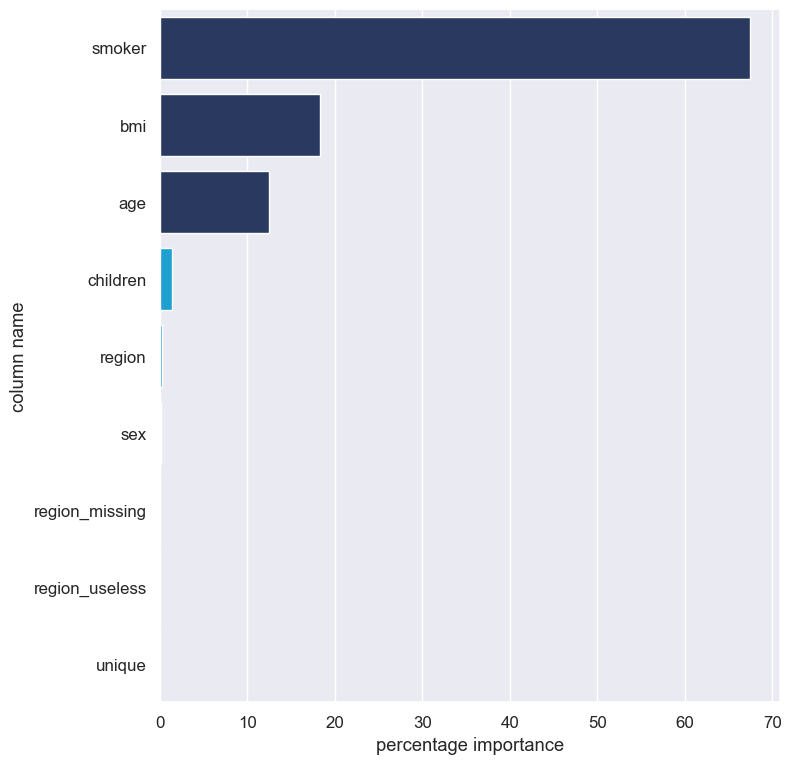 smoker
bmi
age
children
region
sex
region_missing
region_useless
unique
column name
0 10 20 30 40 50 60 70
percentage importance